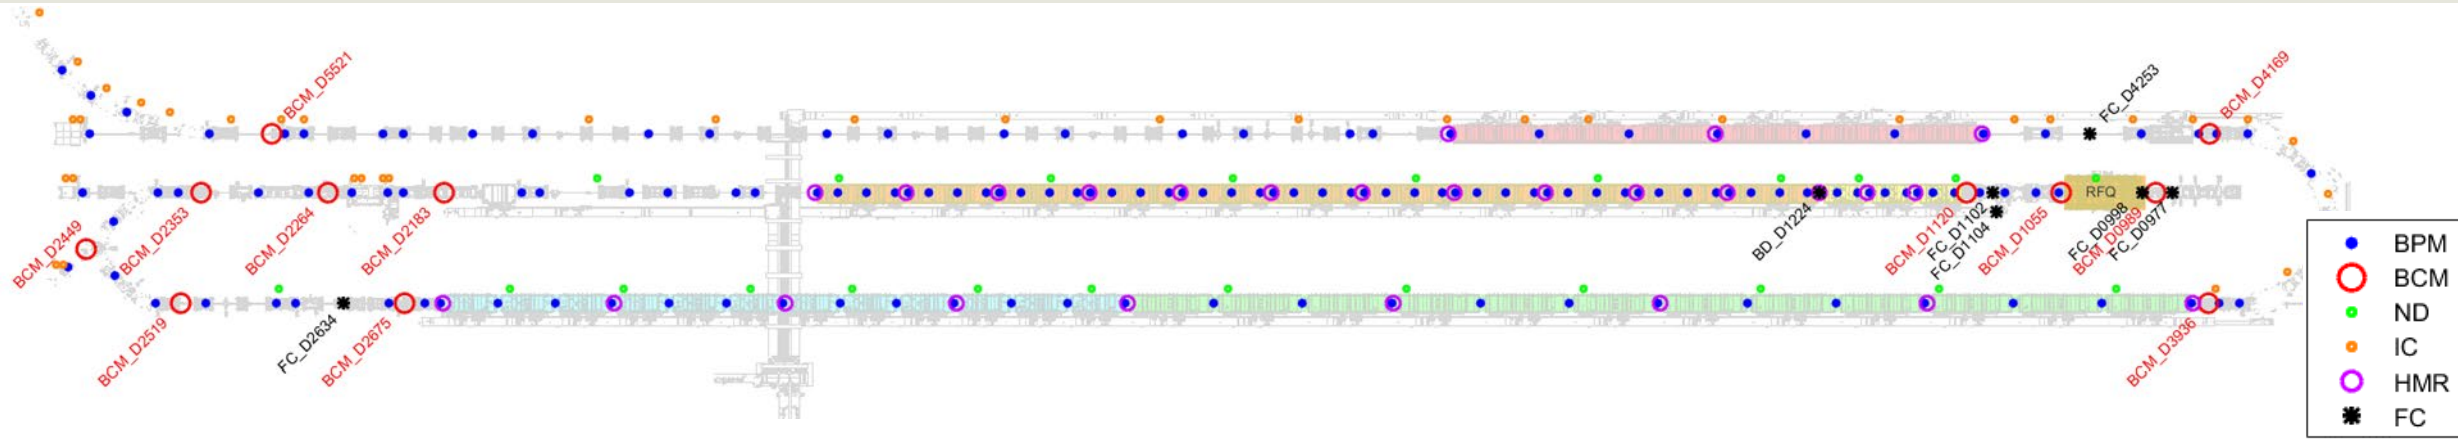 BCM_D5521
FC_D4253
BCM_D4169
BCM_D2449
BCM_D2353
BCM_D2264
BCM_D2183
BD_D1224
BCM_D1120
FC_D1102
FC_D1104
BCM_D1055
RFQ
FC_D0998
BCM_D0989
FC_D0977
BCM_D2519
FC_D2634
BCM_D2675
BCM_D3936
BPM
BCM
ND
IC
HMR
FC